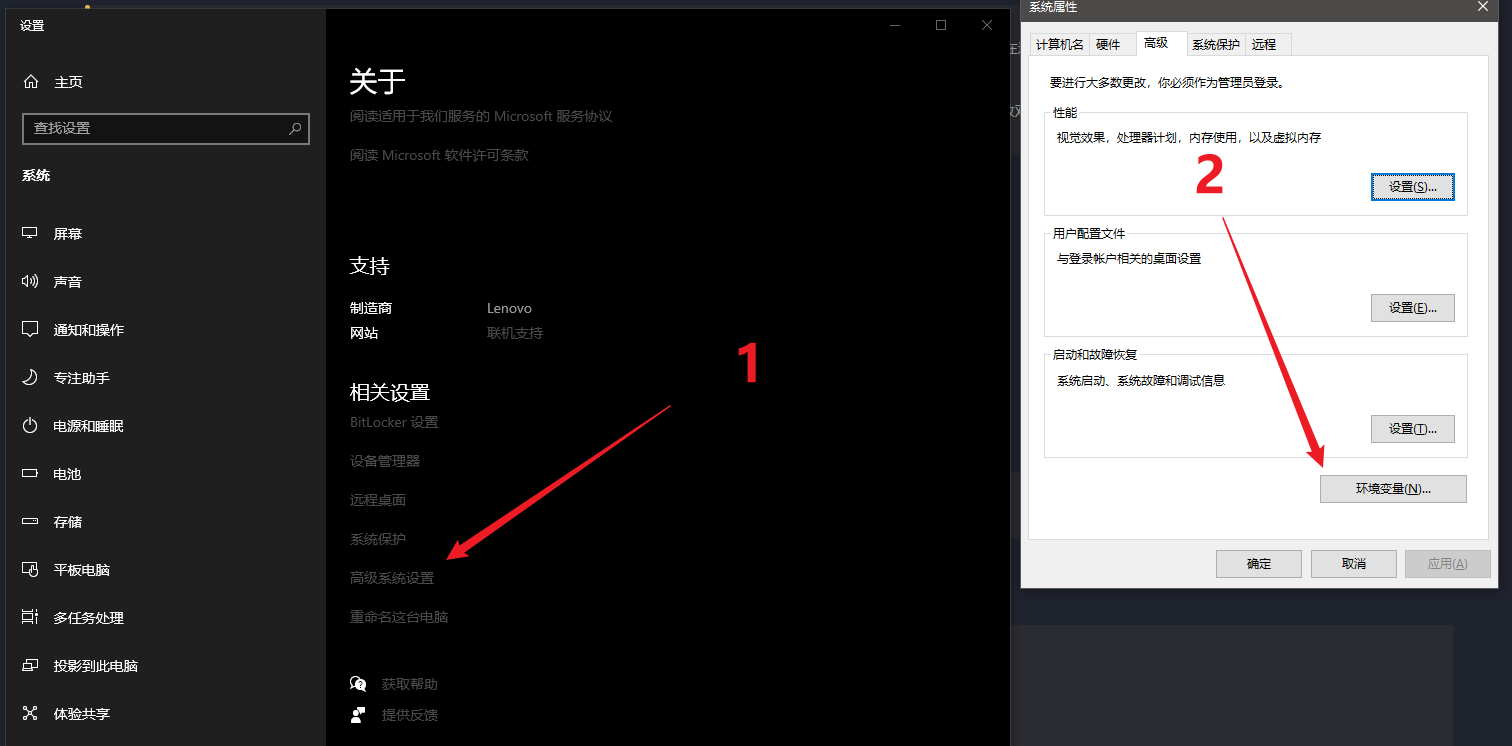 设置
主页
查找设置
系统
屏幕
声音
通知和操作
专注助手
电源和睡眠
电池
存储
平板电脑
多任务处理
投影到此电脑
体验共享
关于
阅读适用于我们服务的 Microsoft 服务协议
阅读 Microsoft 软件许可条款
支持
制造商 Lenovo
网站 联机支持
相关设置
BitLocker 设置
设备管理器
远程桌面
系统保护
高级系统设置
重命名这台电脑
获取帮助
提供反馈
1
系统属性
计算机名 硬件 高级 系统保护 远程
要进行大多数更改，你必须作为管理员登录。
性能
视觉效果，处理器计划，内存使用，以及虚拟内存
2
设置(S)...
用户配置文件
与登录帐户相关的桌面设置
设置(E)...
启动和故障恢复
系统启动、系统故障和调试信息
设置(T)...
环境变量(N)...
确定 取消 应用(A)